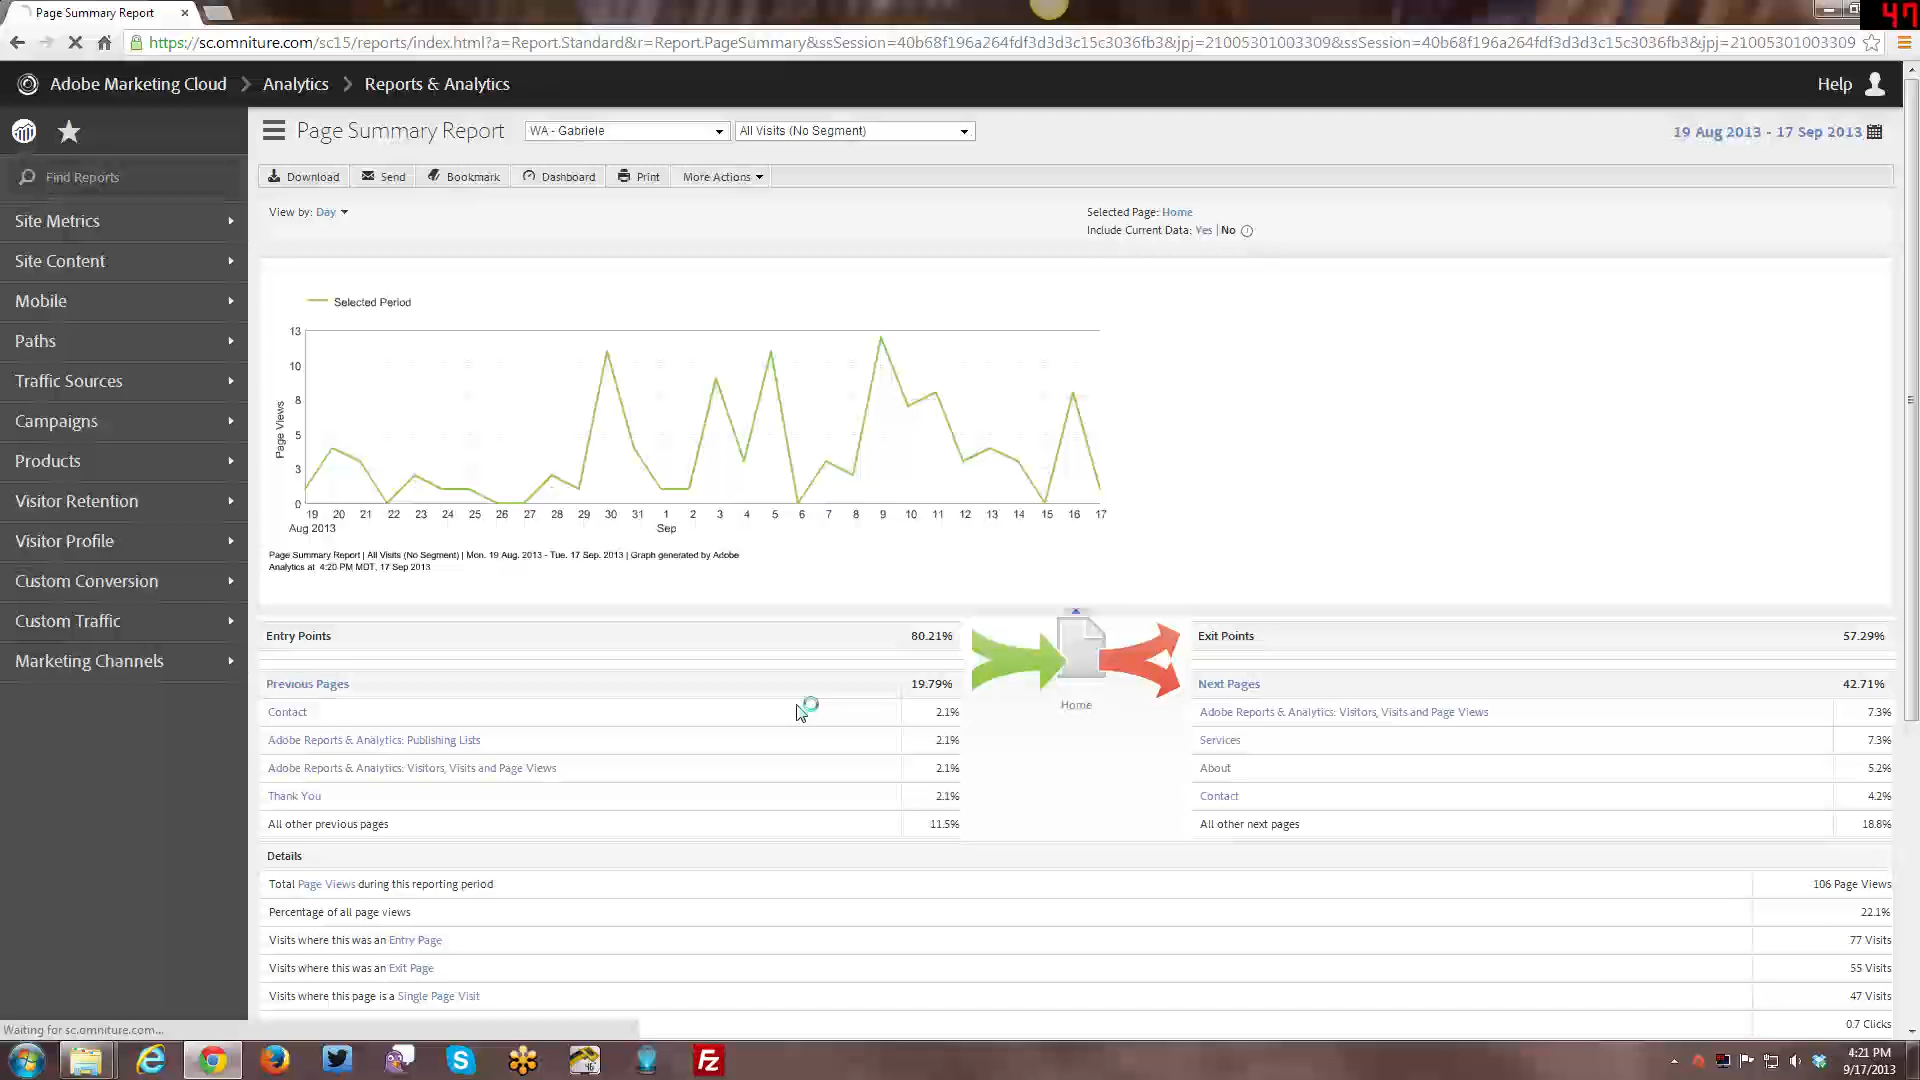 Page Summary Report
47
https://sc.omniture.com/sc15/reports/index.html?a=Report.Standard&r=Report.PageSummary&ssSession=40b68f196a264fdf3d3d3c15c3036fb3&jpj=21005301003309&ssSession=40b68f196a264fdf3d3d3c15c3036fb3&jpj=21005301003309
Adobe Marketing Cloud Analytics Reports & Analytics Help
Page Summary Report WA - Gabriele All Visits (No Segment) 19 Aug 2013 - 17 Sep 2013
Find Reports
Download Send Bookmark Dashboard Print More Actions
Site Metrics
Site Content
Mobile
Paths
Traffic Sources
Campaigns
Products
Visitor Retention
Visitor Profile
Custom Conversion
Custom Traffic
Marketing Channels
View by: Day
Selected Page: Home
Include Current Data: Yes | No
Selected Period
Page Views
13
10
8
5
3
0
19 20 21 22 23 24 25 26 27 28 29 30 31 1 2 3 4 5 6 7 8 9 10 11 12 13 14 15 16 17
Aug 2013 Sep
Page Summary Report | All Visits (No Segment) | Mon. 19 Aug. 2013 - Tue. 17 Sep. 2013 | Graph generated by Adobe
Analytics at 4:20 PM MDT, 17 Sep 2013
Entry Points 80.21%
Previous Pages 19.79%
Contact 2.1%
Adobe Reports & Analytics: Publishing Lists 2.1%
Adobe Reports & Analytics: Visitors, Visits and Page Views 2.1%
Thank You 2.1%
All other previous pages 11.5%
Home
Exit Points 57.29%
Next Pages 42.71%
Adobe Reports & Analytics: Visitors, Visits and Page Views 7.3%
Services 7.3%
About 5.2%
Contact 4.2%
All other next pages 18.8%
Details
Total Page Views during this reporting period 106 Page Views
Percentage of all page views 22.1%
Visits where this was an Entry Page 77 Visits
Visits where this was an Exit Page 55 Visits
Visits where this page is a Single Page Visit 47 Visits
0.7 Clicks
Waiting for sc.omniture.com...
4:21 PM
9/17/2013